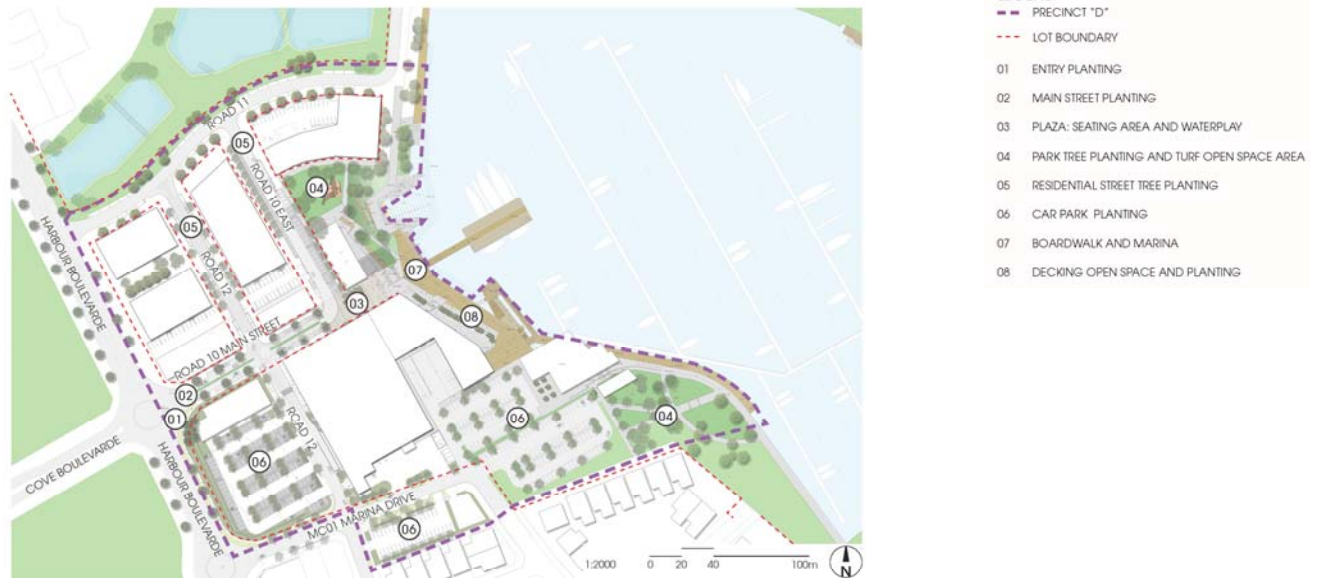 ROAD 11
05
ROAD 10 EAST
04
05
HARBOUR BOULEVARDE
ROAD 12
07
03
08
ROAD 10 MAIN STREET
02
01
06
04
ROAD 12
COVE BOULEVARDE
06
HARBOUR BOULEVARDE
MC01 MARINA DRIVE
06
1:2000 0 20 40 100m
N
PRECINCT "D"
LOT BOUNDARY
01 ENTRY PLANTING
02 MAIN STREET PLANTING
03 PLAZA: SEATING AREA AND WATERPLAY
04 PARK TREE PLANTING AND TURF OPEN SPACE AREA
05 RESIDENTIAL STREET TREE PLANTING
06 CAR PARK PLANTING
07 BOARDWALK AND MARINA
08 DECKING OPEN SPACE AND PLANTING